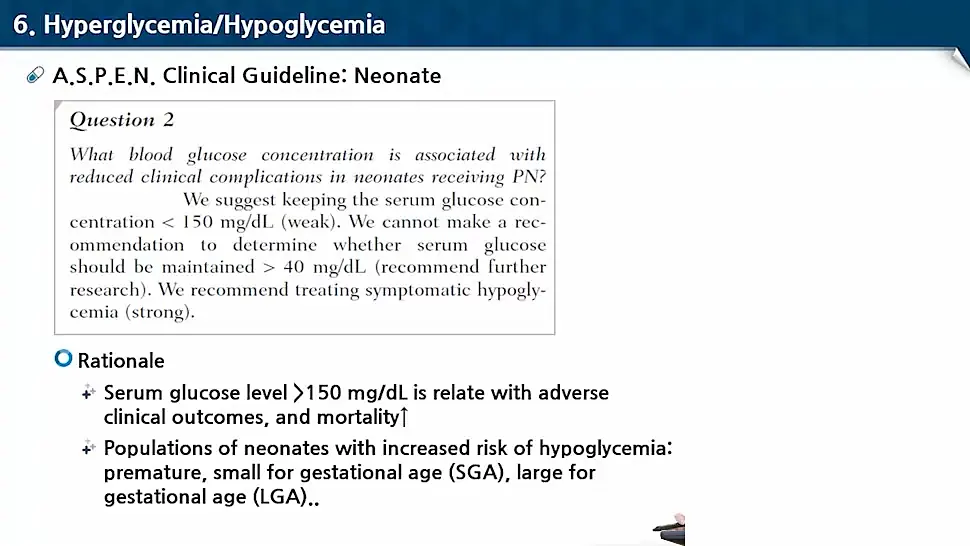 6. Hyperglycemia/Hypoglycemia
A.S.P.E.N. Clinical Guideline: Neonate
Question 2
What blood glucose concentration is associated with
reduced clinical complications in neonates receiving PN?
We suggest keeping the serum glucose con-
centration < 150 mg/dL (weak). We cannot make a rec-
ommendation to determine whether serum glucose
should be maintained > 40 mg/dL (recommend further
research). We recommend treating symptomatic hypogly-
cemia (strong).
Rationale
Serum glucose level >150 mg/dL is relate with adverse
clinical outcomes, and mortality↑
Populations of neonates with increased risk of hypoglycemia:
premature, small for gestational age (SGA), large for
gestational age (LGA)..